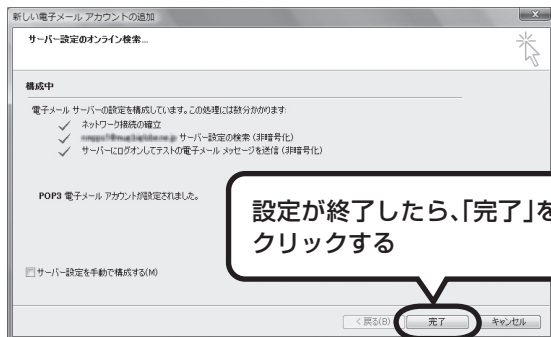 新しい電子メール アカウントの追加
サーバー設定のオンライン検索...
構成中
電子メール サーバーの設定を構成しています。この処理には数分かかります:
ネットワーク接続の確立
サーバー設定の検索 (非暗号化)
サーバーにログオンしてテストの電子メール メッセージを送信 (非暗号化)
POP3 電子メール アカウントが設定されました。
設定が終了したら、「完了」を
クリックする
サーバー設定を手動で構成する(M)
< 戻る(B) 完了 キャンセル